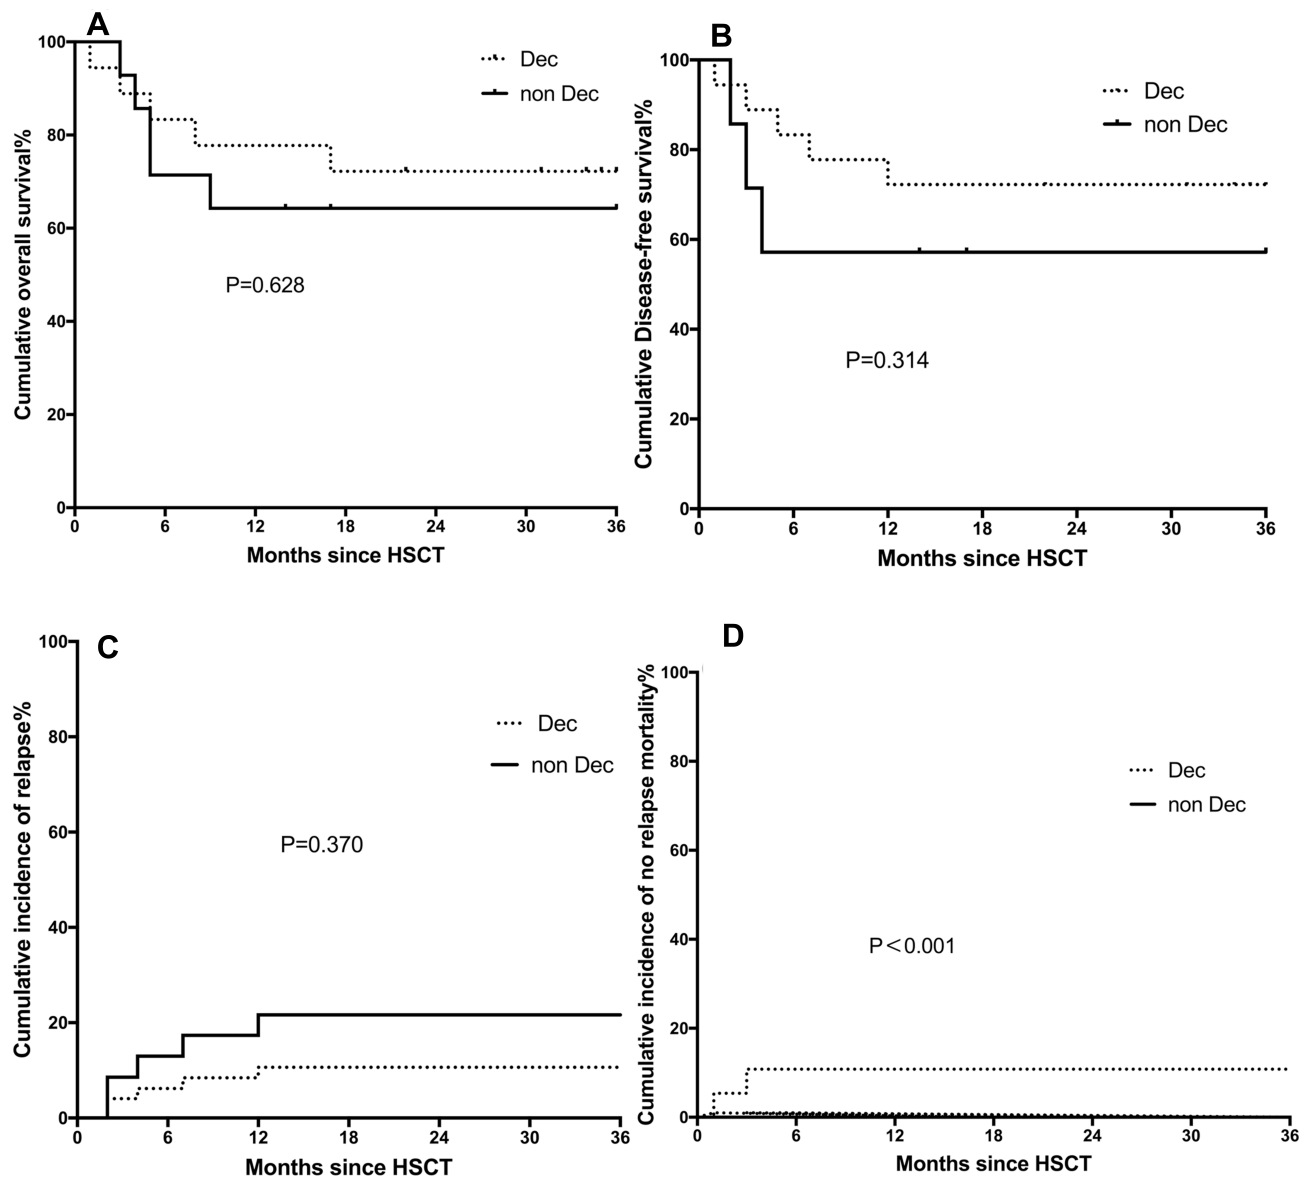 A
Cumulative overall survival%
100
80
60
40
20
0
Dec
non Dec
P=0.628
0 6 12 18 24 30 36
Months since HSCT
B
Cumulative Disease-free survival%
100
80
60
40
20
0
Dec
non Dec
P=0.314
0 6 12 18 24 30 36
Months since HSCT
C
Cumulative incidence of relapse%
100
80
60
40
20
0
Dec
non Dec
P=0.370
0 6 12 18 24 30 36
Months since HSCT
D
Cumulative incidence of no relapse mortality%
100
80
60
40
20
0
Dec
non Dec
P<0.001
0 6 12 18 24 30 36
Months since HSCT